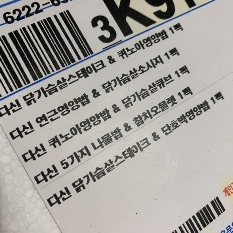 6222-6
3K9
다신 닭가슴살스테이크 & 퀴노아영양밥 1팩
다신 연근영양밥 & 닭가슴살소시지 1팩
다신 퀴노아영양밥 & 닭가슴살큐브 1팩
다신 5가지 나물밥 & 참치오믈렛 1팩
다신 닭가슴살스테이크 & 단호박영양밥 1팩